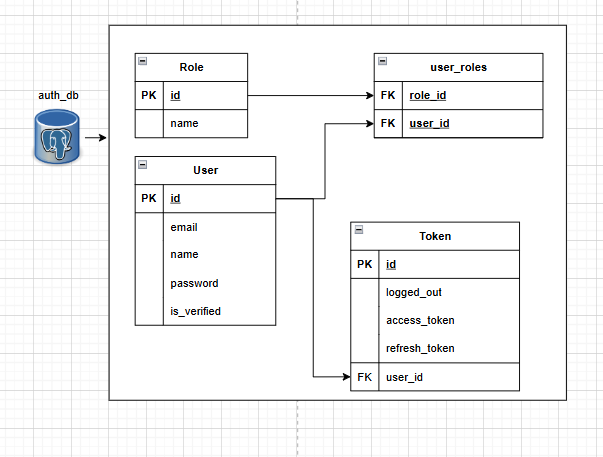 auth_db
Role
PK id
name
user_roles
FK role_id
FK user_id
User
PK id
email
name
password
is_verified
Token
PK id
logged_out
access_token
refresh_token
FK user_id